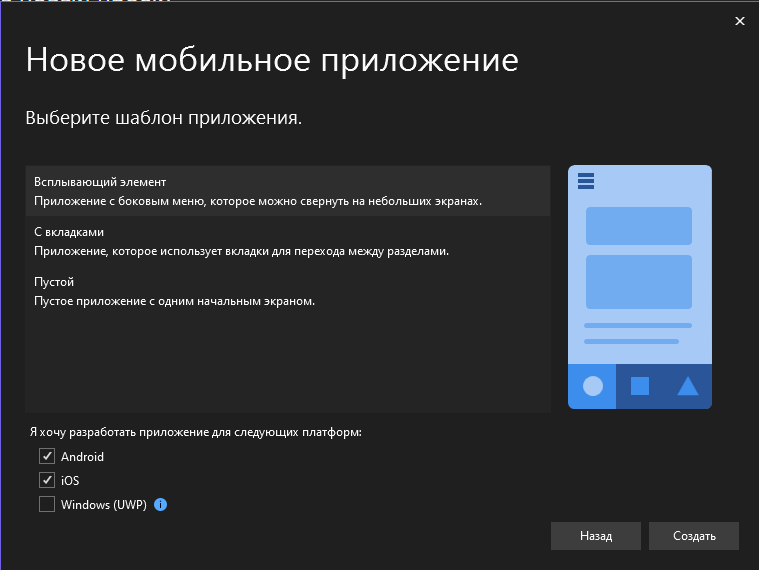 Новое мобильное приложение
Выберите шаблон приложения.
Всплывающий элемент
Приложение с боковым меню, которое можно свернуть на небольших экранах.
С вкладками
Приложение, которое использует вкладки для перехода между разделами.
Пустой
Пустое приложение с одним начальным экраном.
Я хочу разработать приложение для следующих платформ:
Android
iOS
Windows (UWP)
Назад
Создать